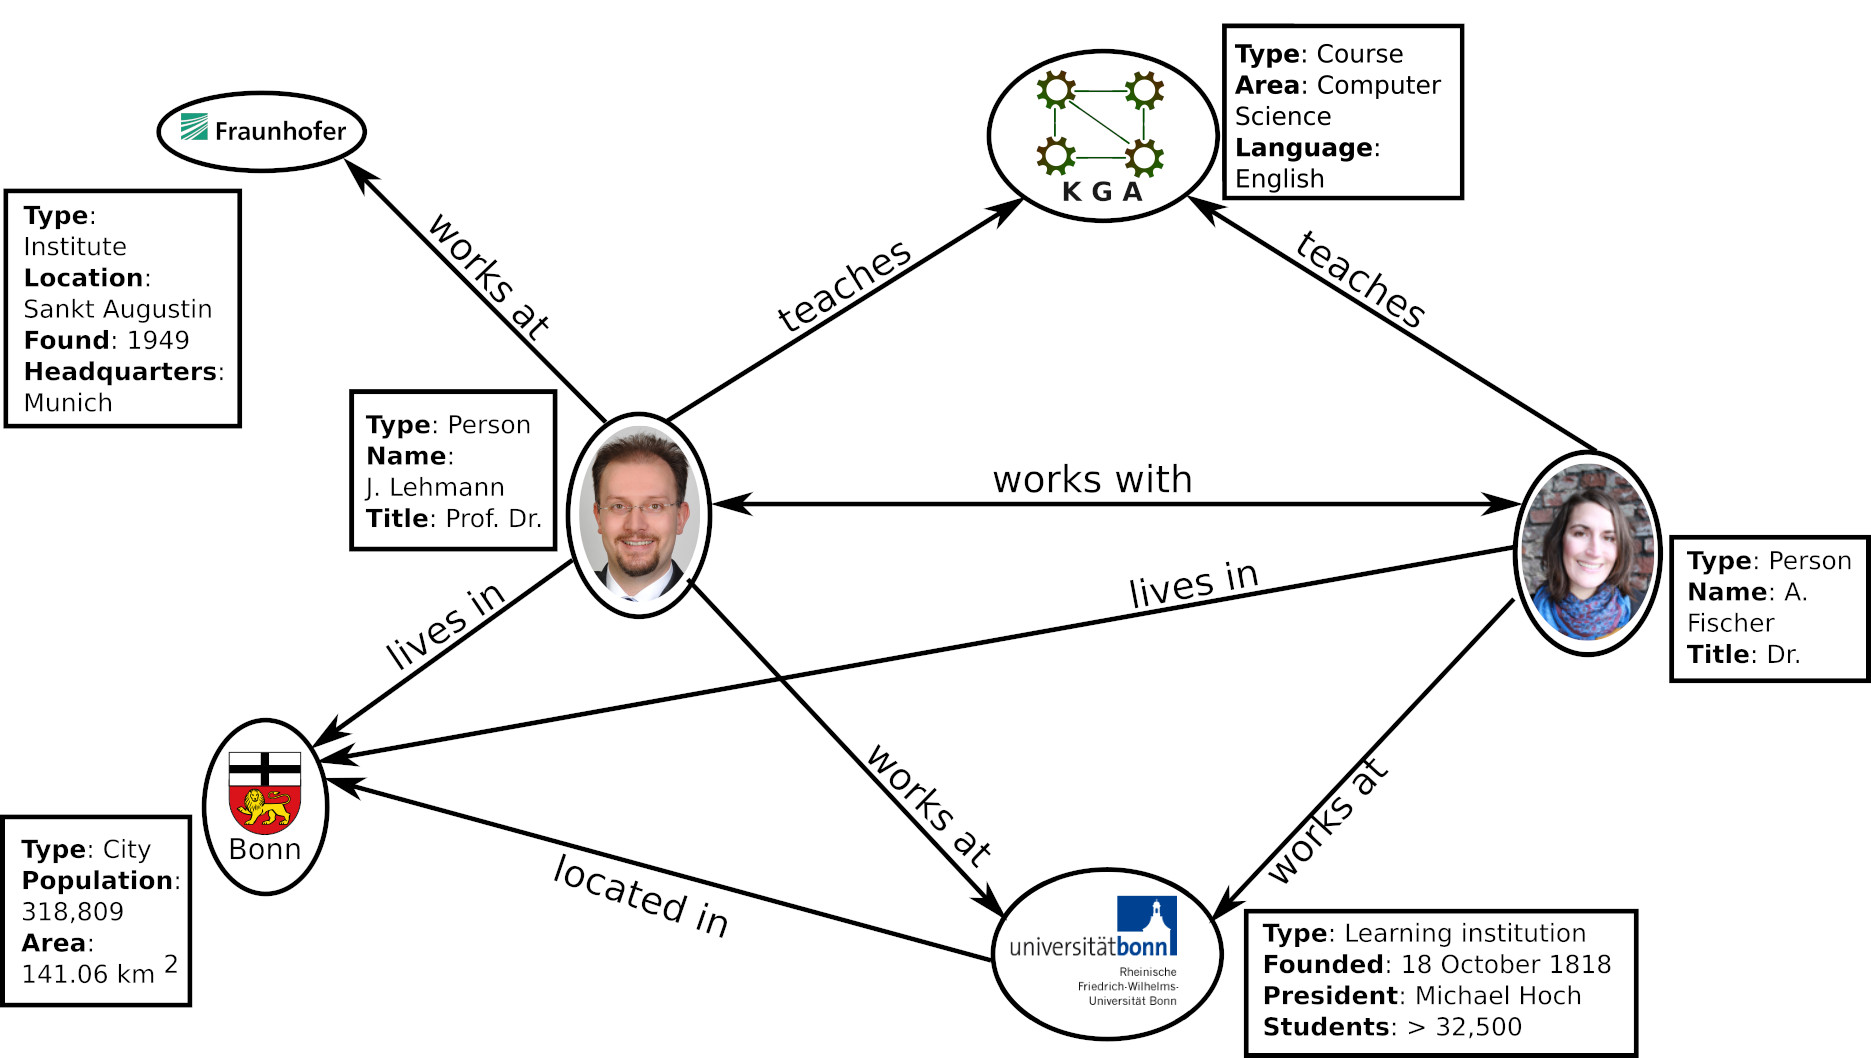 Fraunhofer
Type:
Institute
Location:
Sankt Augustin
Found: 1949
Headquarters:
Munich
works at
teaches
K G A
Type: Course
Area: Computer
Science
Language:
English
teaches
Type: Person
Name:
J. Lehmann
Title: Prof. Dr.
works with
Type: Person
Name: A.
Fischer
Title: Dr.
lives in
lives in
works at
works at
located in
Bonn
Type: City
Population:
318,809
Area:
141.06 km 2
universitätbonn
Rheinische
Friedrich-Wilhelms-
Universität Bonn
Type: Learning institution
Founded: 18 October 1818
President: Michael Hoch
Students: > 32,500